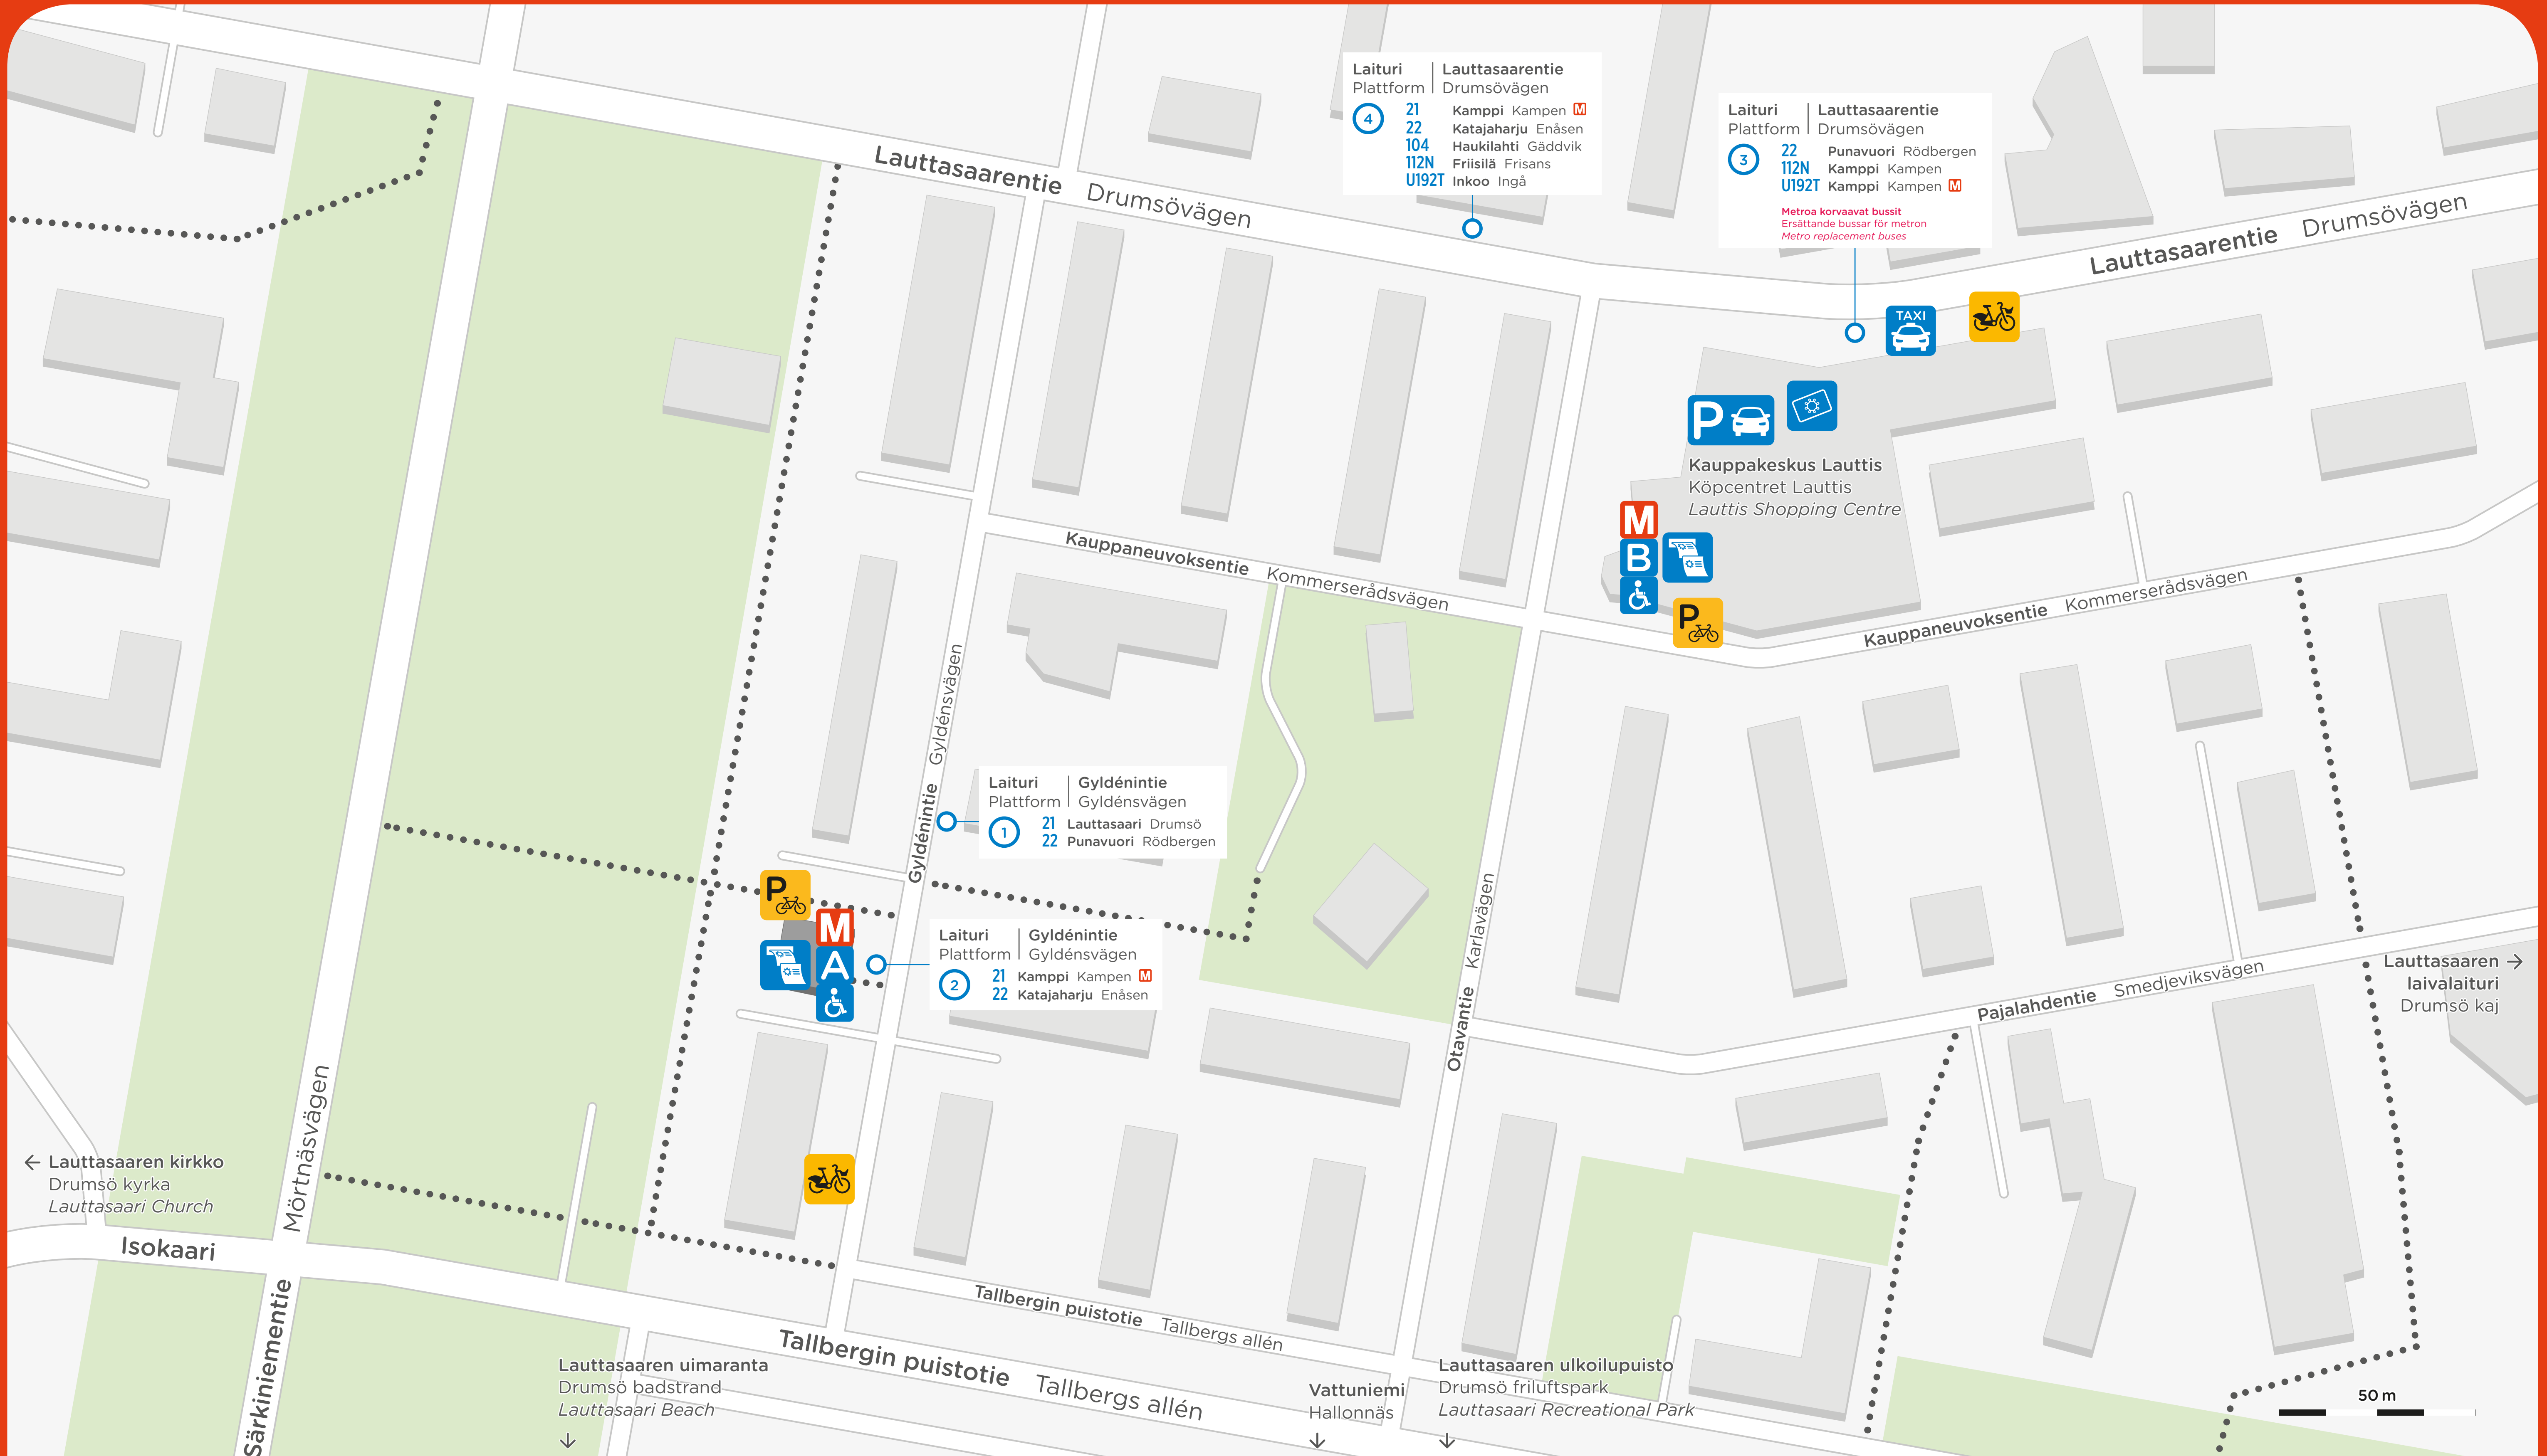 Lauttasaarentie Drumsövägen
Laituri Lauttasaarentie
Plattform Drumsövägen
4
21 Kamppi Kampen M
22 Katajaharju Enåsen
104 Haukilahti Gäddvik
112N Friisilä Frisans
U192T Inkoo Ingå
Laituri Lauttasaarentie
Plattform Drumsövägen
3
22 Punavuori Rödbergen
112N Kamppi Kampen
U192T Kamppi Kampen M
Metroa korvaavat bussit
Ersättande bussar för metron
Metro replacement buses
Lauttasaarentie Drumsövägen
TAXI
P
Kauppakeskus Lauttis
Köpcentret Lauttis
Lauttis Shopping Centre
M
B
P
Kauppaneuvoksentie Kommerserådsvägen
Kauppaneuvoksentie Kommerserådsvägen
Gyldénintie Gyldénsvägen
Laituri Gyldénintie
Plattform Gyldénsvägen
1
21 Lauttasaari Drumsö
22 Punavuori Rödbergen
P
M
A
Laituri Gyldénintie
Plattform Gyldénsvägen
2
21 Kamppi Kampen M
22 Katajaharju Enåsen
Otavantie Karlavägen
Pajalahdentie Smedjeviksvägen
Lauttasaaren →
laivalaituri
Drumsö kaj
← Lauttasaaren kirkko
Drumsö kyrka
Lauttasaari Church
Mörtnäsvägen
Isokaari
Särkiniementie
Tallbergin puistotie Tallbergs allén
Tallbergin puistotie Tallbergs allén
Lauttasaaren uimaranta
Drumsö badstrand
Lauttasaari Beach
↓
Vattuniemi
Hallonnäs
↓
Lauttasaaren ulkoilupuisto
Drumsö friluftspark
Lauttasaari Recreational Park
↓
50 m